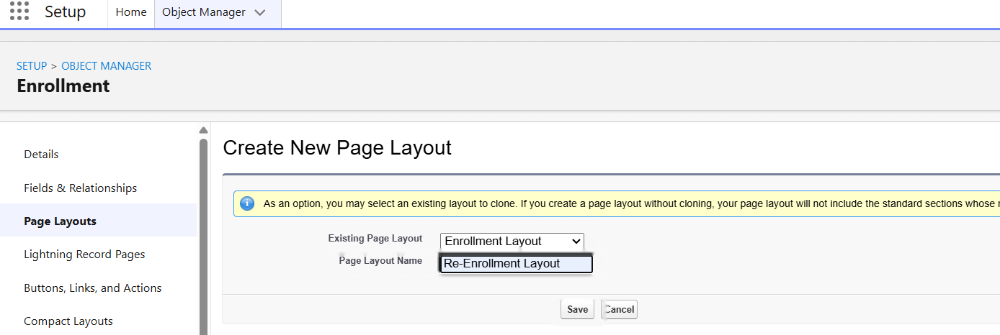 Setup Home Object Manager
SETUP > OBJECT MANAGER
Enrollment
Details
Fields & Relationships
Page Layouts
Lightning Record Pages
Buttons, Links, and Actions
Compact Layouts
Create New Page Layout
As an option, you may select an existing layout to clone. If you create a page layout without cloning, your page layout will not include the standard sections whose
Existing Page Layout Enrollment Layout
Page Layout Name Re-Enrollment Layout
Save Cancel